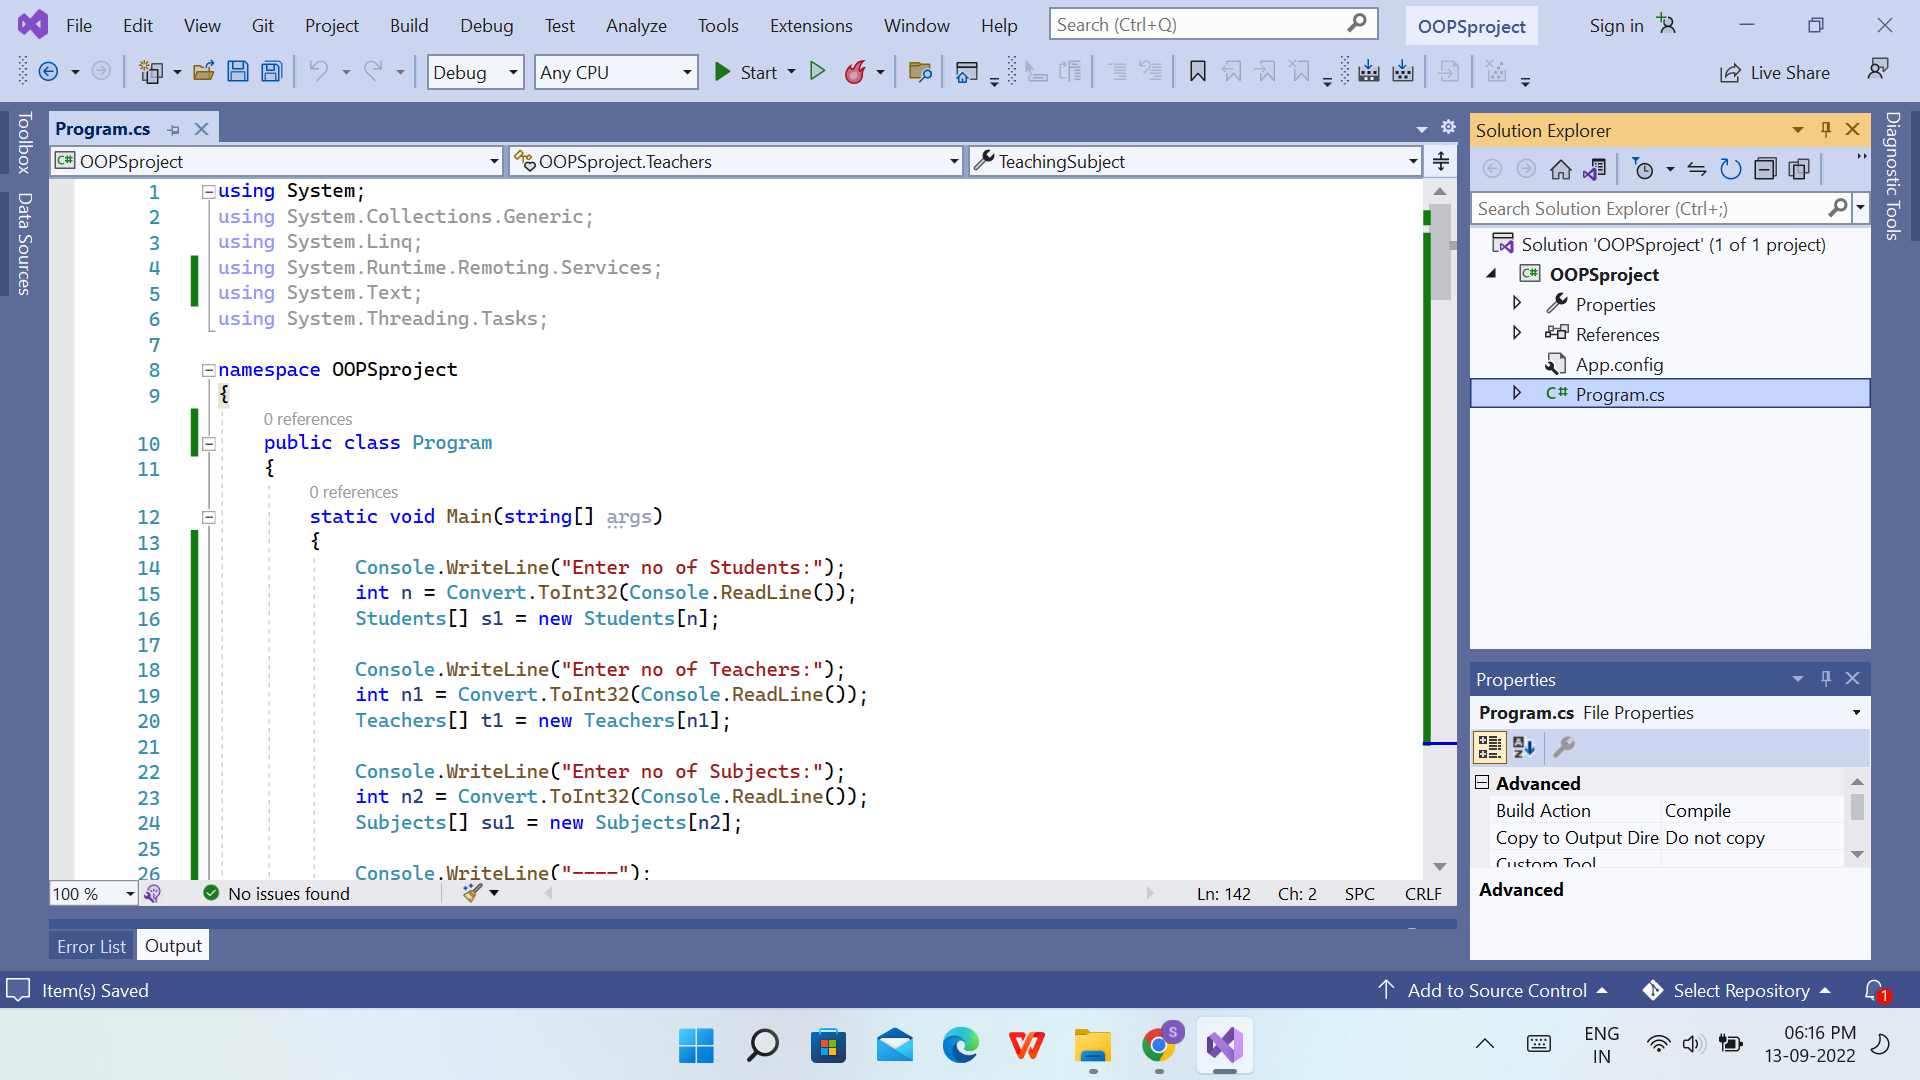 File Edit View Git Project Build Debug Test Analyze Tools Extensions Window Help Search (Ctrl+Q) OOPSproject Sign in
Debug Any CPU Start Live Share
Toolbox
Data Sources
Program.cs
OOPSproject OOPSproject.Teachers TeachingSubject
1 using System;
2 using System.Collections.Generic;
3 using System.Linq;
4 using System.Runtime.Remoting.Services;
5 using System.Text;
6 using System.Threading.Tasks;
7
8 namespace OOPSproject
9 {
0 references
10 public class Program
11 {
0 references
12 static void Main(string[] args)
13 {
14 Console.WriteLine("Enter no of Students:");
15 int n = Convert.ToInt32(Console.ReadLine());
16 Students[] s1 = new Students[n];
17
18 Console.WriteLine("Enter no of Teachers:");
19 int n1 = Convert.ToInt32(Console.ReadLine());
20 Teachers[] t1 = new Teachers[n1];
21
22 Console.WriteLine("Enter no of Subjects:");
23 int n2 = Convert.ToInt32(Console.ReadLine());
24 Subjects[] su1 = new Subjects[n2];
25
26 Console.WriteLine("----");
100 % No issues found Ln: 142 Ch: 2 SPC CRLF
Error List Output
Solution Explorer
Search Solution Explorer (Ctrl+;)
Solution 'OOPSproject' (1 of 1 project)
C# OOPSproject
Properties
References
App.config
C# Program.cs
Properties
Program.cs File Properties
Advanced
Build Action Compile
Copy to Output Dire Do not copy
Custom Tool
Advanced
Diagnostic Tools
Item(s) Saved Add to Source Control Select Repository 1
S
ENG
IN
06:16 PM
13-09-2022